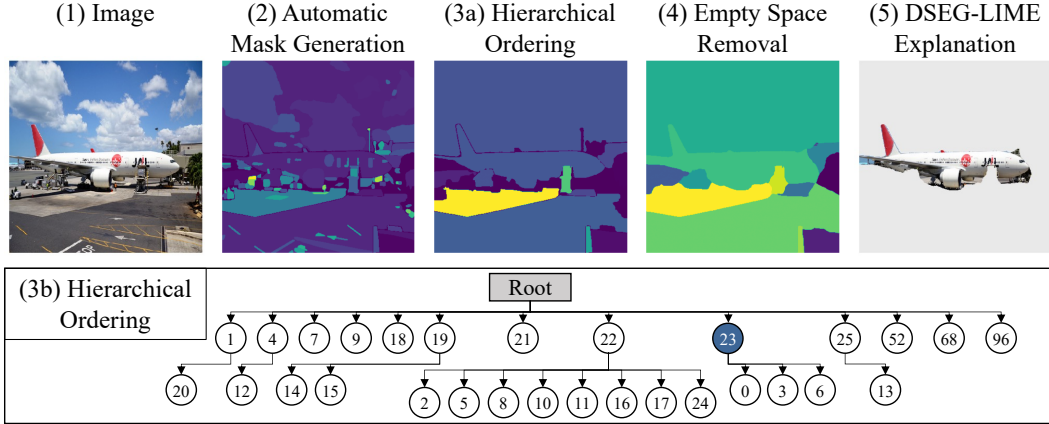 (1) Image
(2) Automatic
Mask Generation
(3a) Hierarchical
Ordering
(4) Empty Space
Removal
(5) DSEG-LIME
Explanation
JAL
JAL
(3b) Hierarchical
Ordering
Root
1 4 7 9 18 19 21 22 23 25 52 68 96
20 12 14 15 2 5 8 10 11 16 17 24 0 3 6 13